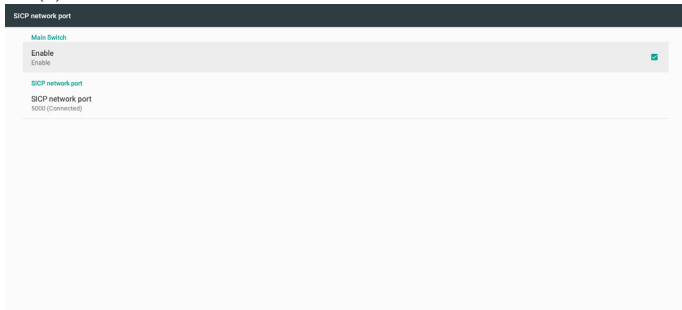 SICP network port
Main Switch
Enable
Enable
SICP network port
SICP network port
5000 (Connected)